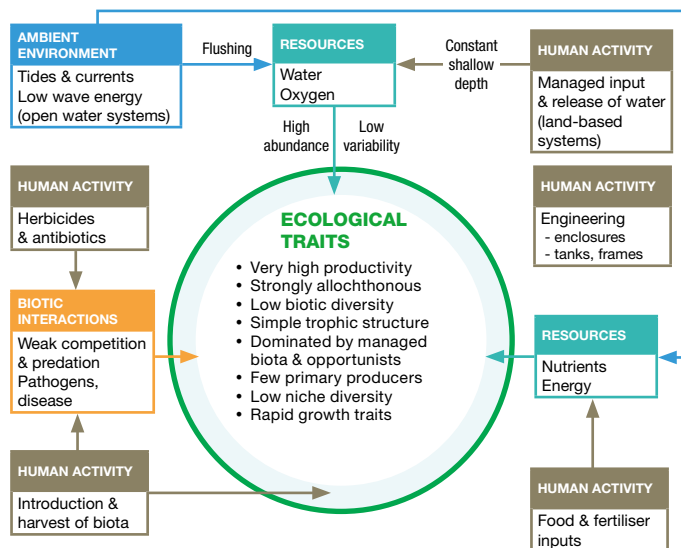 AMBIENT
ENVIRONMENT
Tides & currents
Low wave energy
(open water systems)
Flushing
RESOURCES
Water
Oxygen
Constant
shallow
depth
HUMAN ACTIVITY
Managed input
& release of water
(land-based
systems)
High
abundance
Low
variability
HUMAN ACTIVITY
Herbicides
& antibiotics
HUMAN ACTIVITY
Engineering
- enclosures
- tanks, frames
ECOLOGICAL
TRAITS
• Very high productivity
• Strongly allochthonous
• Low biotic diversity
• Simple trophic structure
• Dominated by managed
biota & opportunists
• Few primary producers
• Low niche diversity
• Rapid growth traits
BIOTIC
INTERACTIONS
Weak competition
& predation
Pathogens,
disease
RESOURCES
Nutrients
Energy
HUMAN ACTIVITY
Introduction &
harvest of biota
HUMAN ACTIVITY
Food & fertiliser
inputs